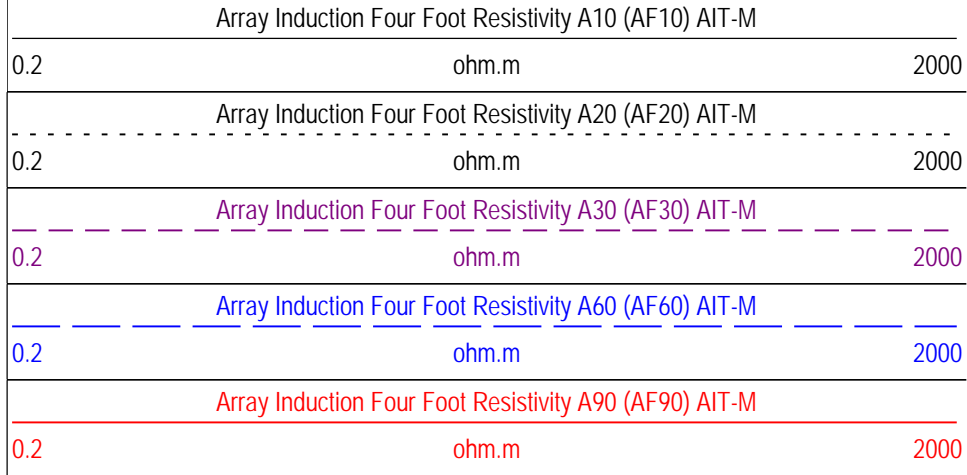 Array Induction Four Foot Resistivity A10 (AF10) AIT-M
0.2 ohm.m 2000
Array Induction Four Foot Resistivity A20 (AF20) AIT-M
0.2 ohm.m 2000
Array Induction Four Foot Resistivity A30 (AF30) AIT-M
0.2 ohm.m 2000
Array Induction Four Foot Resistivity A60 (AF60) AIT-M
0.2 ohm.m 2000
Array Induction Four Foot Resistivity A90 (AF90) AIT-M
0.2 ohm.m 2000